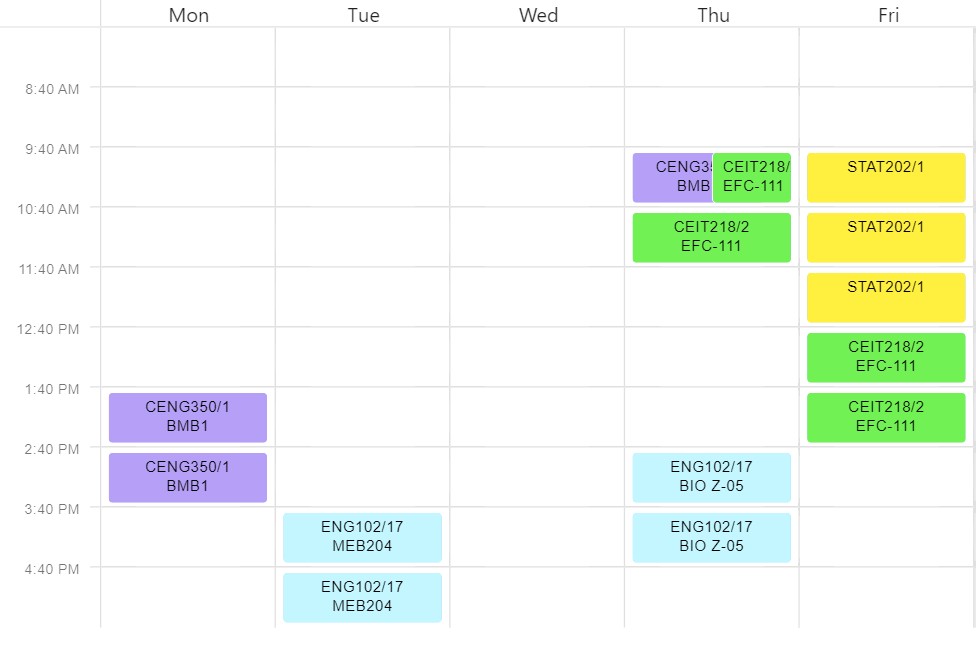 Mon Tue Wed Thu Fri
8:40 AM
9:40 AM
CEIT218/
EFC-111
STAT202/1
10:40 AM
CEIT218/2
EFC-111
STAT202/1
11:40 AM
STAT202/1
12:40 PM
CEIT218/2
EFC-111
1:40 PM
CENG350/1
BMB1
CEIT218/2
EFC-111
2:40 PM
CENG350/1
BMB1
ENG102/17
BIO Z-05
3:40 PM
ENG102/17
MEB204
ENG102/17
BIO Z-05
4:40 PM
ENG102/17
MEB204